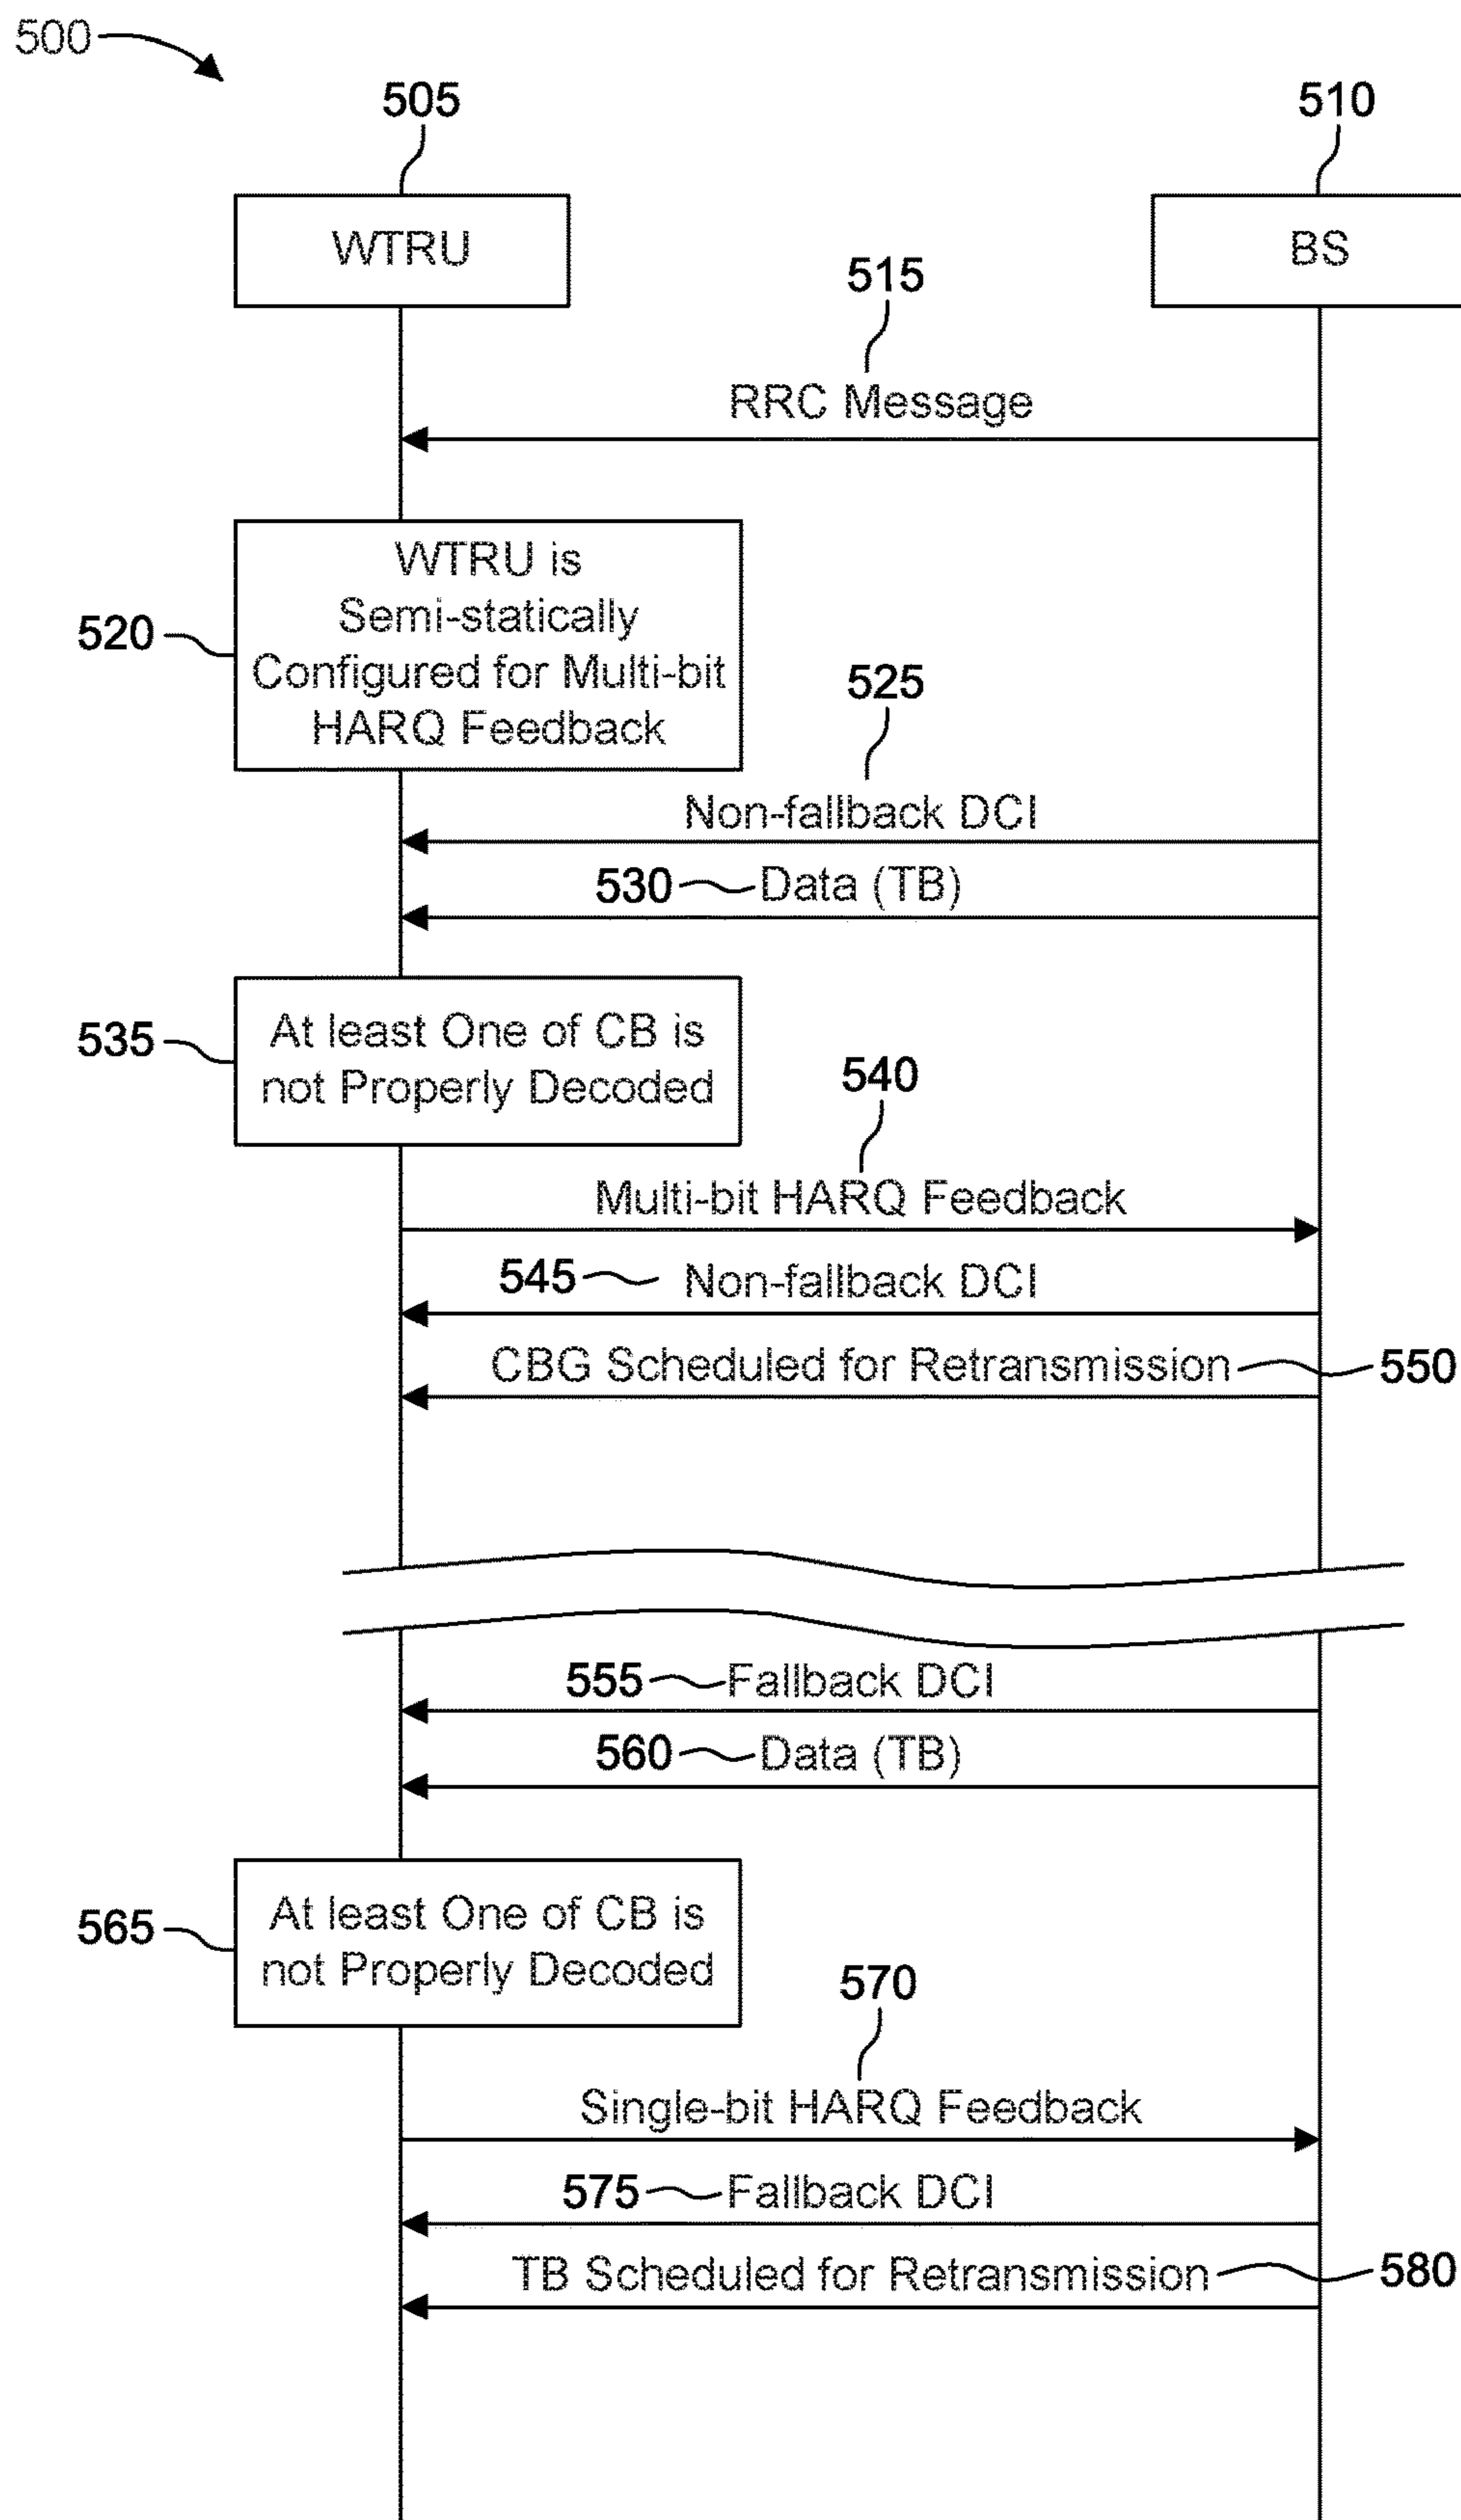 500
505
510
WTRU
BS
515
RRC Message
WTRU is
Semi-statically
Configured for Multi-bit
HARQ Feedback
520
525
Non-fallback DCI
530
Data (TB)
At least One of CB is
not Properly Decoded
535
540
Multi-bit HARQ Feedback
545
Non-fallback DCI
CBG Scheduled for Retransmission
550
555
Fallback DCI
560
Data (TB)
At least One of CB is
not Properly Decoded
565
570
Single-bit HARQ Feedback
575
Fallback DCI
TB Scheduled for Retransmission
580